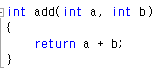 int add(int a, int b)
{
    return a + b;
}